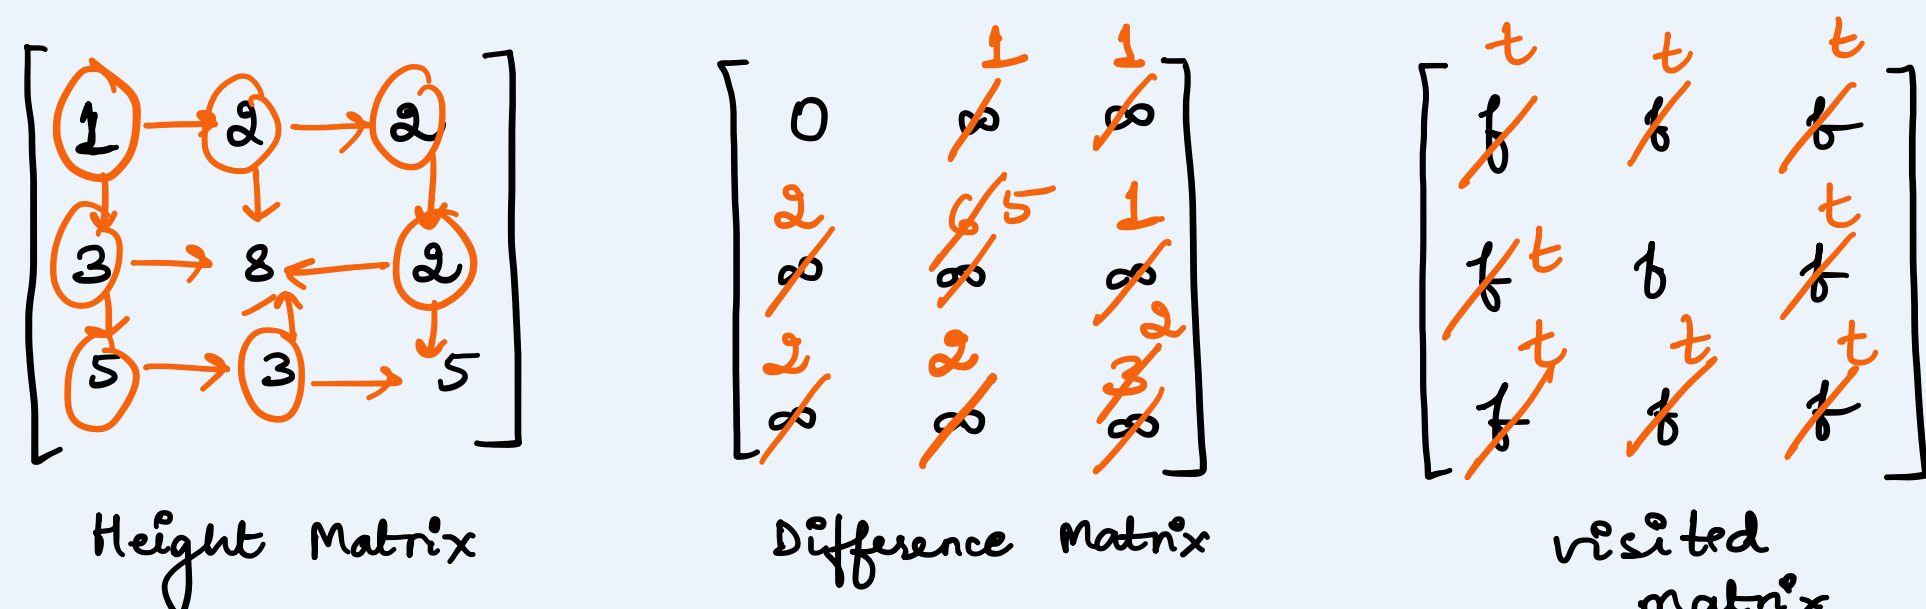 t t t
1 1
1 2 2 0 ∞ ∞ f f f
2 6 5 1 t
3 8 2 ∞ ∞ ∞ f t f f
2 2 3 2 t t t
5 3 5 ∞ ∞ ∞ f f f
Height Matrix Difference Matrix visited
matrix